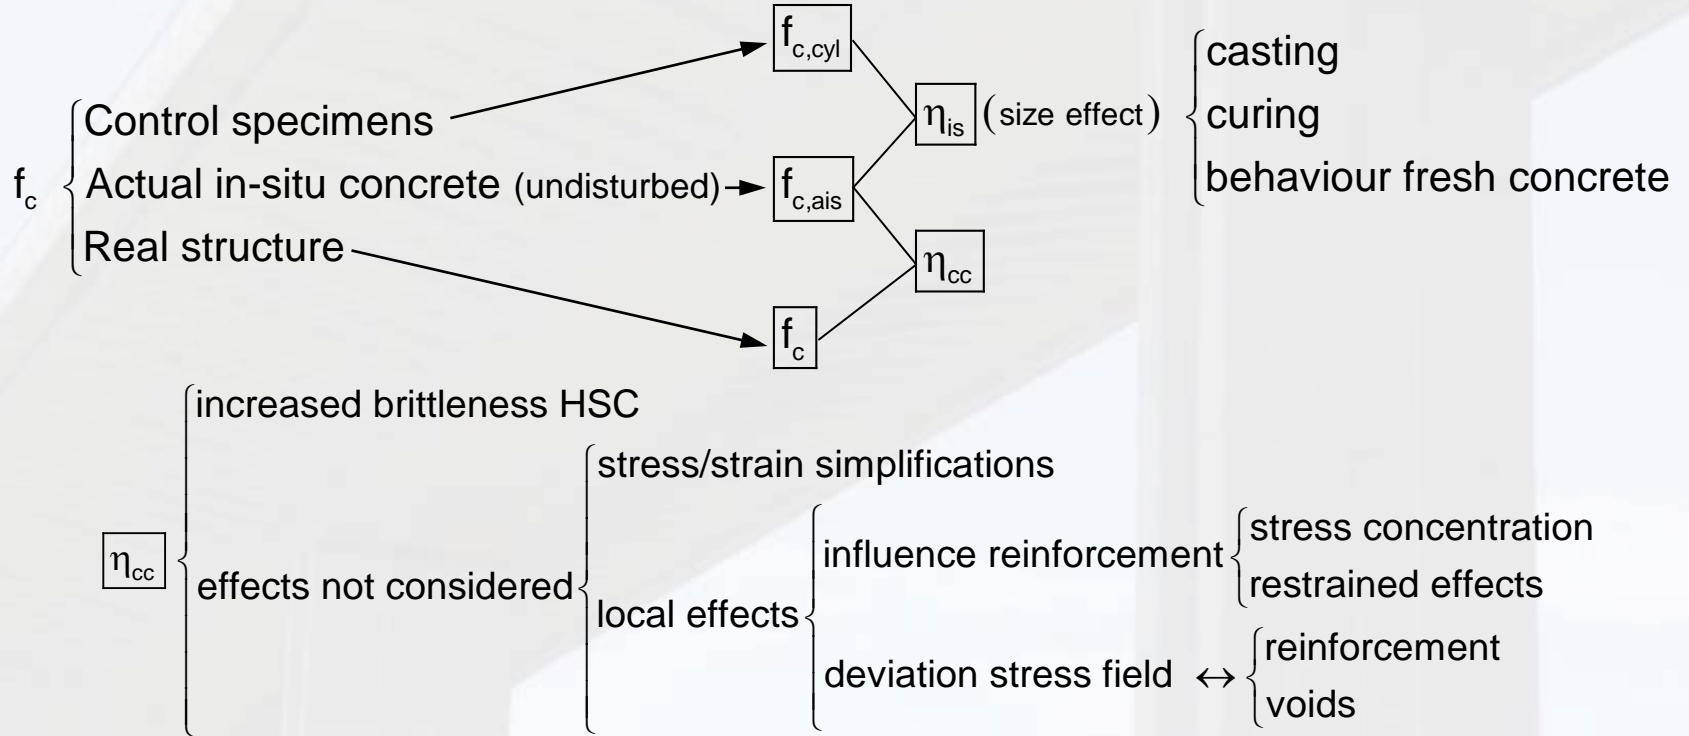 f_c,cyl
casting
Control specimens
η_is (size effect)
curing
f_c
Actual in-situ concrete (undisturbed)
f_c,ais
behaviour fresh concrete
Real structure
η_cc
f_c
increased brittleness HSC
stress/strain simplifications
η_cc
effects not considered
local effects
influence reinforcement
stress concentration
restrained effects
deviation stress field ↔
reinforcement
voids